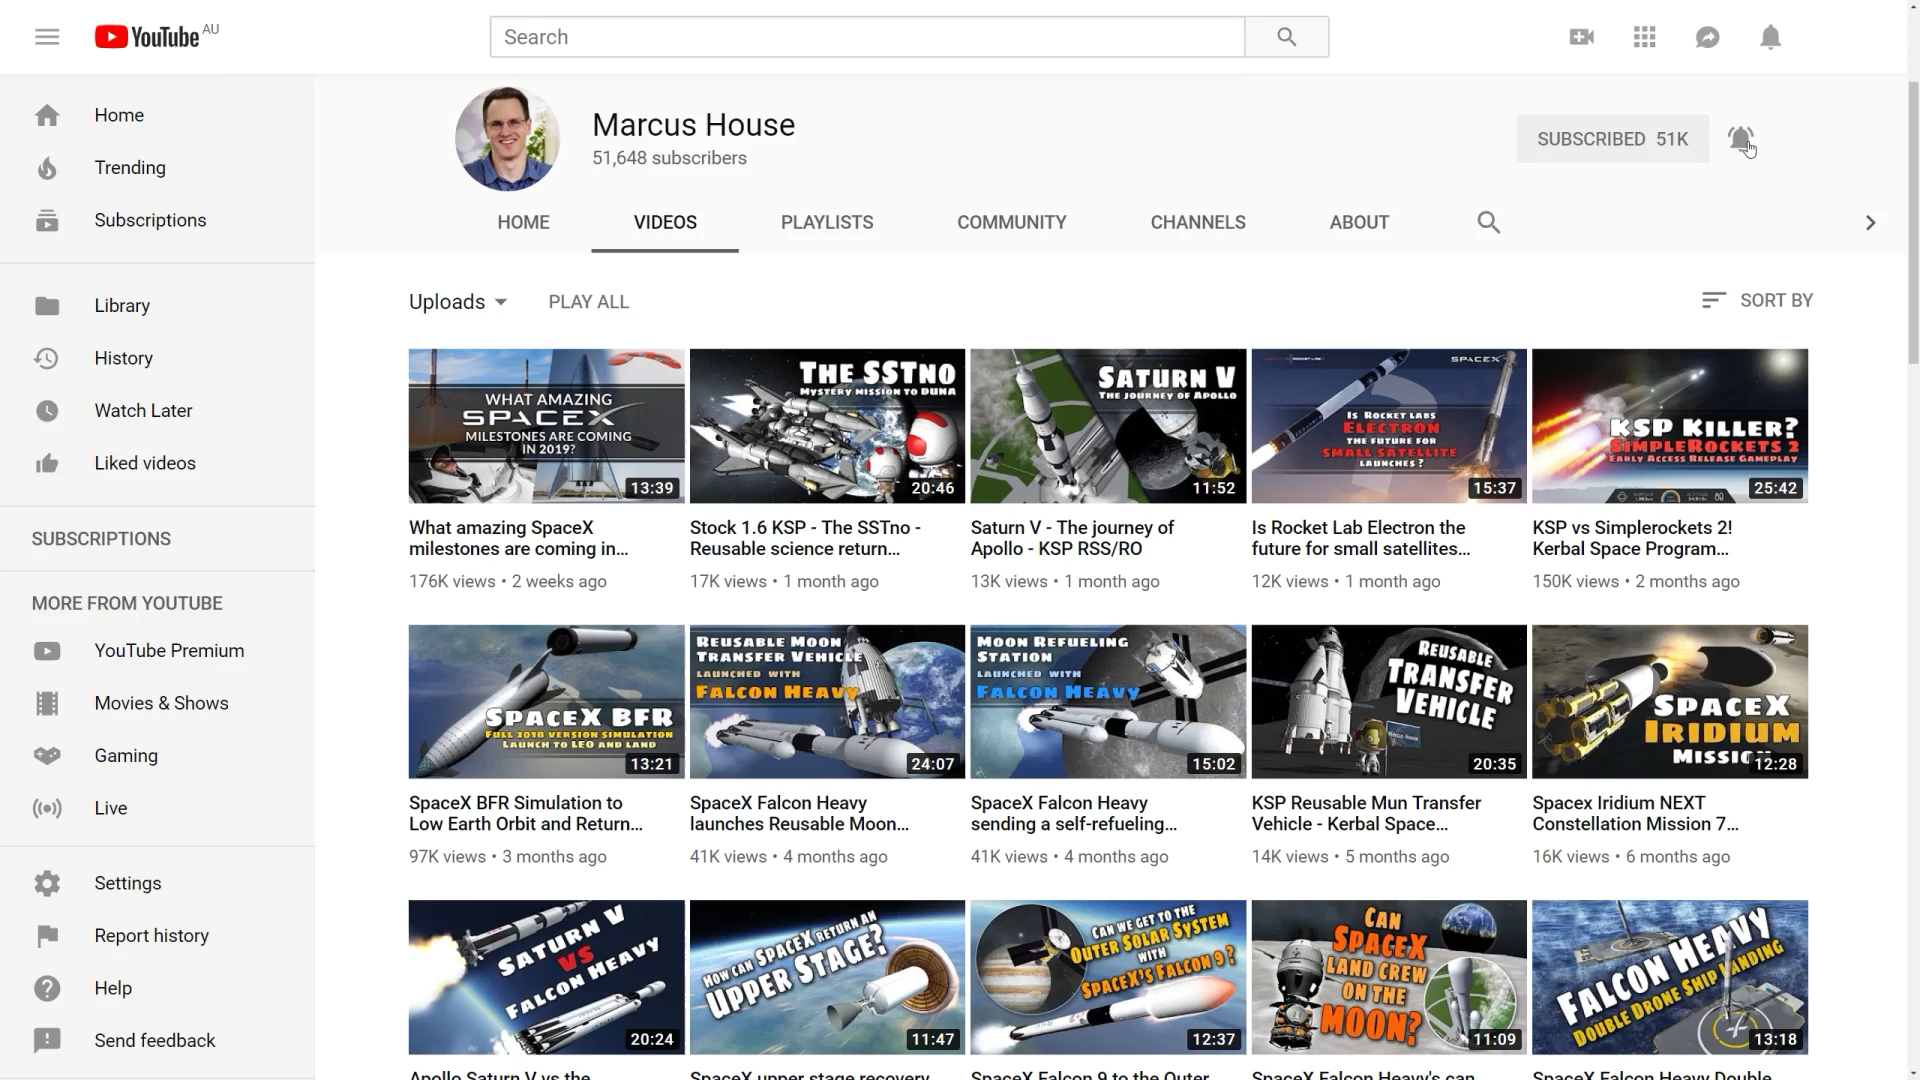 YouTube AU
Search
Home
Trending
Subscriptions
Library
History
Watch Later
Liked videos
SUBSCRIPTIONS
MORE FROM YOUTUBE
YouTube Premium
Movies & Shows
Gaming
Live
Settings
Report history
Help
Send feedback
Marcus House
51,648 subscribers
SUBSCRIBED 51K
HOME
VIDEOS
PLAYLISTS
COMMUNITY
CHANNELS
ABOUT
Uploads
PLAY ALL
SORT BY
WHAT AMAZING
SPACEX
MILESTONES ARE COMING
IN 2019?
13:39
What amazing SpaceX
milestones are coming in...
176K views • 2 weeks ago
THE SSTNO
MYSTERY MISSION TO DUNA
20:46
Stock 1.6 KSP - The SSTno -
Reusable science return...
17K views • 1 month ago
SATURN V
THE JOURNEY OF APOLLO
11:52
Saturn V - The journey of
Apollo - KSP RSS/RO
13K views • 1 month ago
SPACEX
IS ROCKET LABS
ELECTRON
THE FUTURE FOR
SMALL SATELLITE
LAUNCHES?
15:37
Is Rocket Lab Electron the
future for small satellites...
12K views • 1 month ago
KSP KILLER?
SIMPLEROCKETS 2
EARLY ACCESS RELEASE GAMEPLAY
25:42
KSP vs Simplerockets 2!
Kerbal Space Program...
150K views • 2 months ago
SPACEX BFR
FULL 2018 VERSION SIMULATION
LAUNCH TO LEO AND LAND
13:21
SpaceX BFR Simulation to
Low Earth Orbit and Return...
97K views • 3 months ago
REUSABLE MOON
TRANSFER VEHICLE
LAUNCHED WITH
FALCON HEAVY
24:07
SpaceX Falcon Heavy
launches Reusable Moon...
41K views • 4 months ago
MOON REFUELING
STATION
LAUNCHED WITH
FALCON HEAVY
15:02
SpaceX Falcon Heavy
sending a self-refueling...
41K views • 4 months ago
REUSABLE
TRANSFER
VEHICLE
Marcus House
20:35
KSP Reusable Mun Transfer
Vehicle - Kerbal Space...
14K views • 5 months ago
SPACEX
IRIDIUM
MISSION
12:28
Spacex Iridium NEXT
Constellation Mission 7...
16K views • 6 months ago
SATURN V
VS
FALCON HEAVY
20:24
Apollo Saturn V vs the
HOW CAN SPACEX RETURN AN
UPPER STAGE?
11:47
SpaceX upper stage recovery
CAN WE GET TO THE
OUTER SOLAR SYSTEM
WITH
SPACEX'S FALCON 9?
12:37
SpaceX Falcon 9 to the Outer
CAN
SPACEX
LAND CREW
ON THE
MOON?
11:09
SpaceX Falcon Heavy's can
FALCON HEAVY
DOUBLE DRONE SHIP LANDING
13:18
SpaceX Falcon Heavy Double